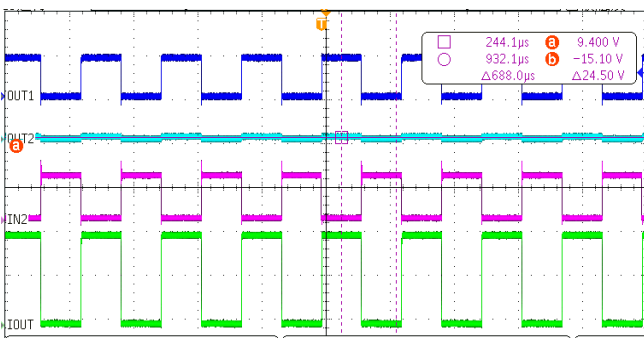 T
244.1µs a 9.400 V
932.1µs b −15.10 V
Δ688.0µs Δ24.50 V
OUT1
OUT2
a
IN2
IOUT